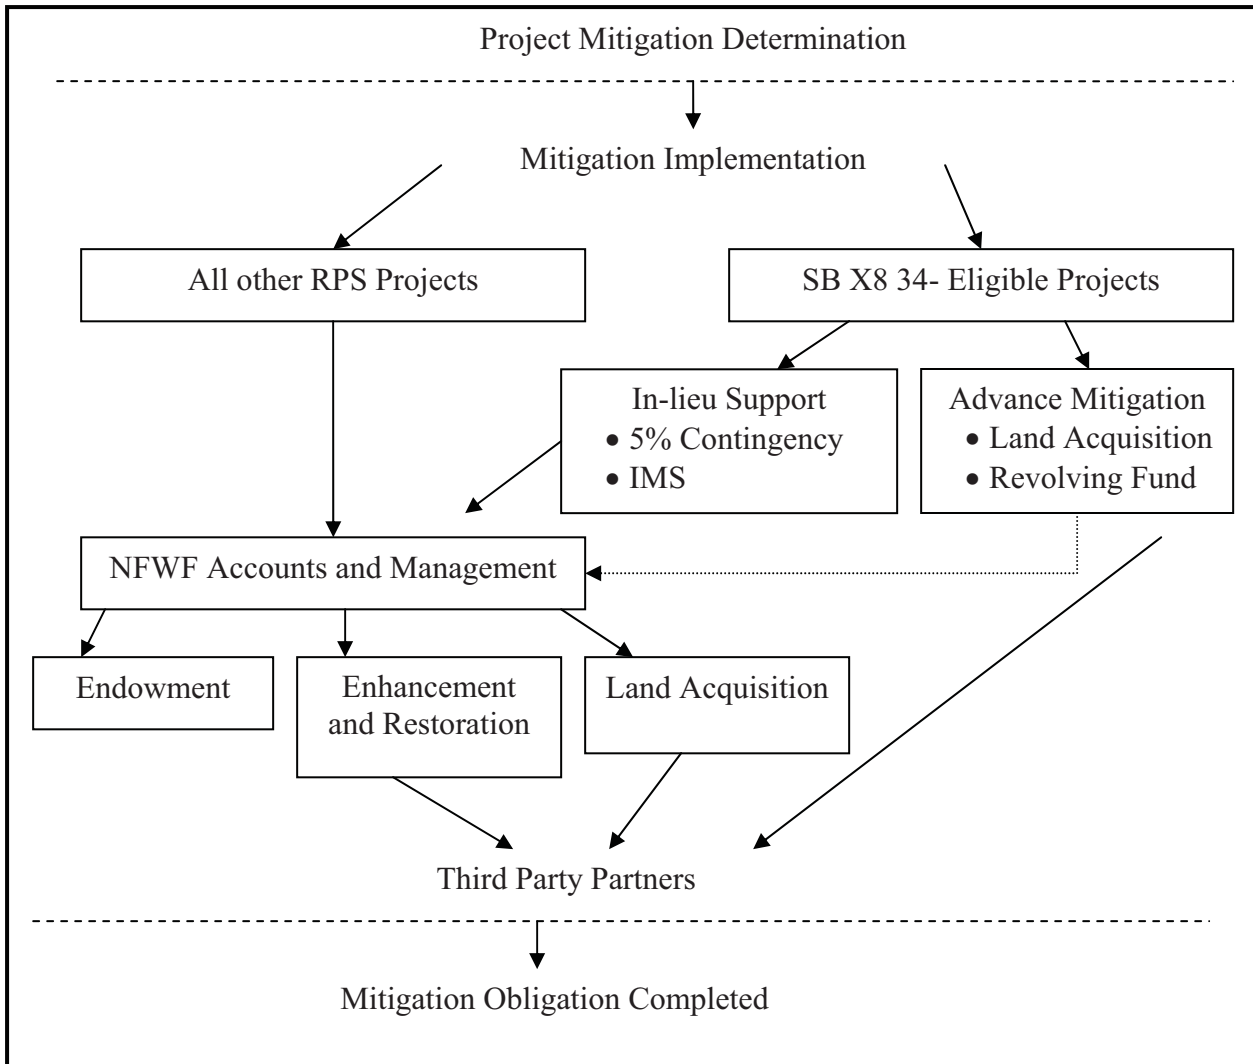 Project Mitigation Determination
Mitigation Implementation
All other RPS Projects
SB X8 34- Eligible Projects
In-lieu Support
• 5% Contingency
• IMS
Advance Mitigation
• Land Acquisition
• Revolving Fund
NFWF Accounts and Management
Endowment
Enhancement
and Restoration
Land Acquisition
Third Party Partners
Mitigation Obligation Completed